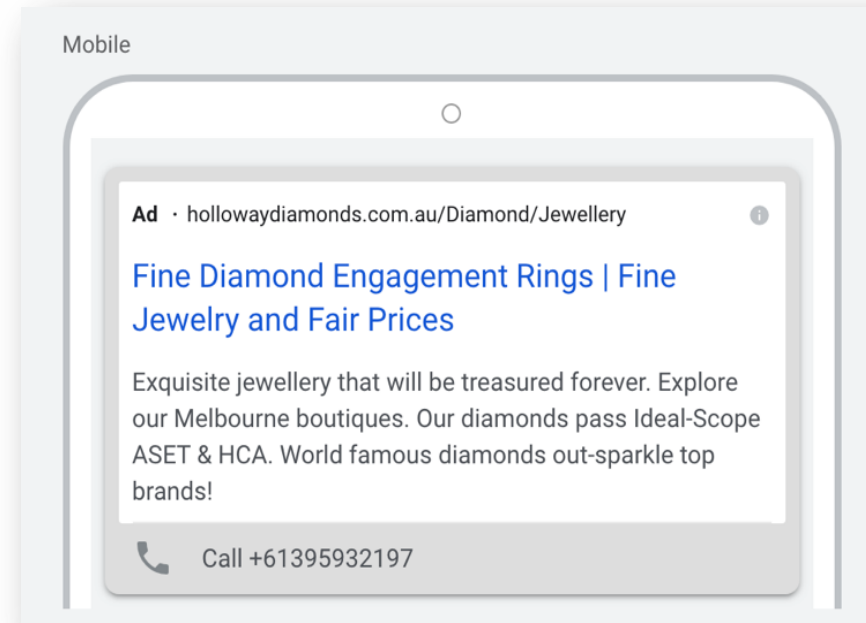 Mobile
Ad · hollowaydiamonds.com.au/Diamond/Jewellery
Fine Diamond Engagement Rings | Fine
Jewelry and Fair Prices
Exquisite jewellery that will be treasured forever. Explore
our Melbourne boutiques. Our diamonds pass Ideal-Scope
ASET & HCA. World famous diamonds out-sparkle top
brands!
Call +61395932197